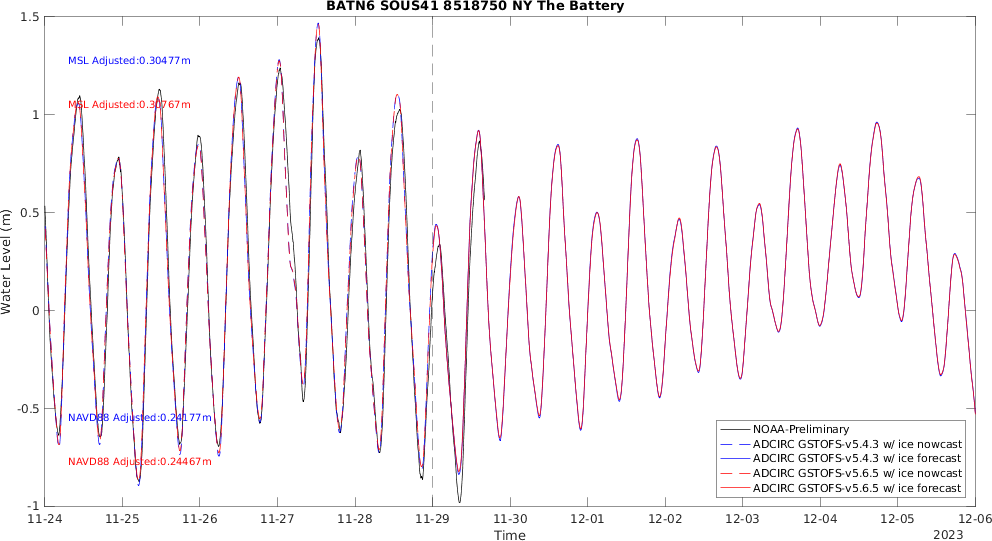 BATN6 SOUS41 8518750 NY The Battery
Water Level (m)
1.5
1
0.5
0
-0.5
-1
MSL Adjusted:0.30477m
MSL Adjusted:0.30767m
NAVD88 Adjusted:0.24177m
NAVD88 Adjusted:0.24467m
NOAA-Preliminary
ADCIRC GSTOFS-v5.4.3 w/ ice nowcast
ADCIRC GSTOFS-v5.4.3 w/ ice forecast
ADCIRC GSTOFS-v5.6.5 w/ ice nowcast
ADCIRC GSTOFS-v5.6.5 w/ ice forecast
11-24 11-25 11-26 11-27 11-28 11-29 11-30 12-01 12-02 12-03 12-04 12-05 12-06
Time
2023